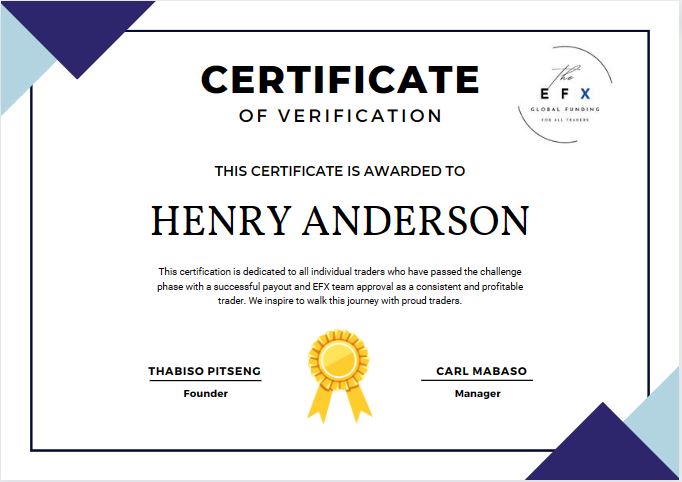 CERTIFICATE
OF VERIFICATION
The
E F X
GLOBAL FUNDING
FOR ALL TRADERS
THIS CERTIFICATE IS AWARDED TO
HENRY ANDERSON
This certification is dedicated to all individual traders who have passed the challenge
phase with a successful payout and EFX team approval as a consistent and profitable
trader. We inspire to walk this journey with proud traders.
THABISO PITSENG
Founder
CARL MABASO
Manager